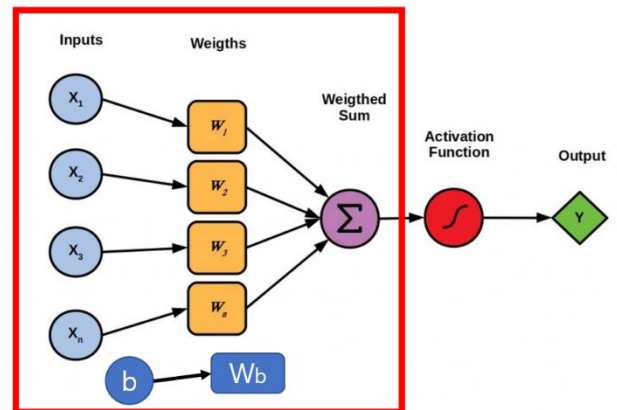 Inputs
Weigths
Weigthed
Sum
Activation
Function
Output
X1
W1
X2
W2
X3
W3
Xn
Wn
Σ
Y
b
Wb